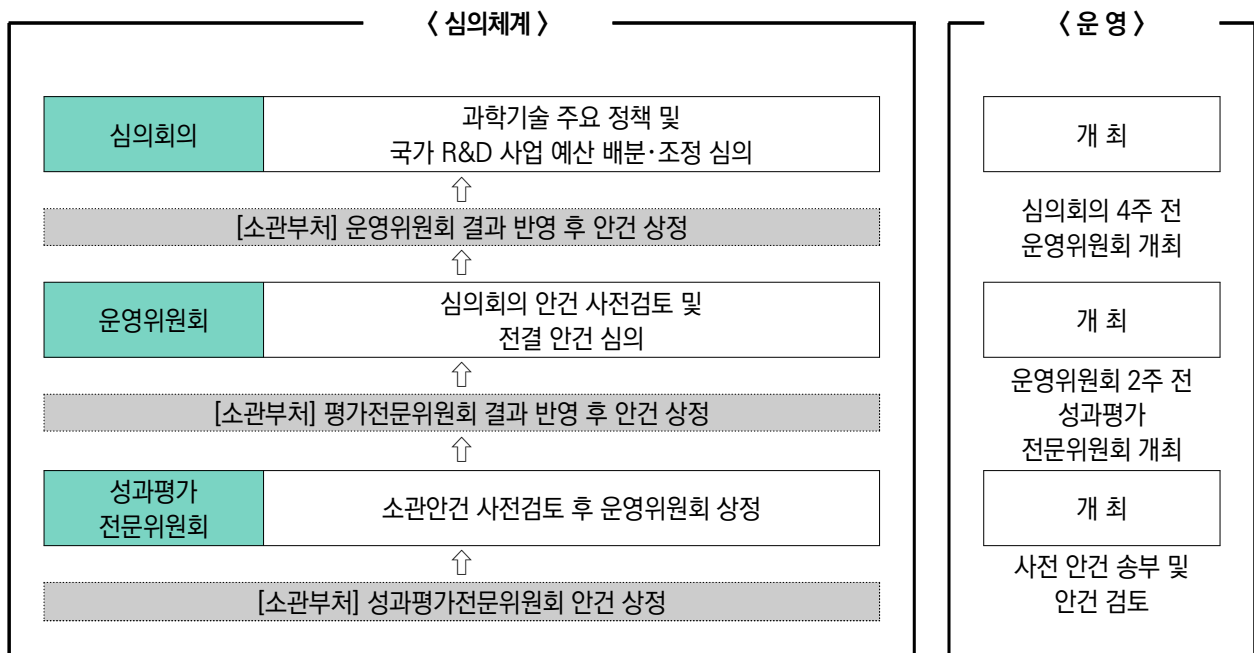 〈 심의체계 〉
심의회의
과학기술 주요 정책 및
국가 R&D 사업 예산 배분·조정 심의
[소관부처] 운영위원회 결과 반영 후 안건 상정
운영위원회
심의회의 안건 사전검토 및
전결 안건 심의
[소관부처] 평가전문위원회 결과 반영 후 안건 상정
성과평가
전문위원회
소관안건 사전검토 후 운영위원회 상정
[소관부처] 성과평가전문위원회 안건 상정
〈 운 영 〉
개 최
심의회의 4주 전
운영위원회 개최
개 최
운영위원회 2주 전
성과평가
전문위원회 개최
개 최
사전 안건 송부 및
안건 검토